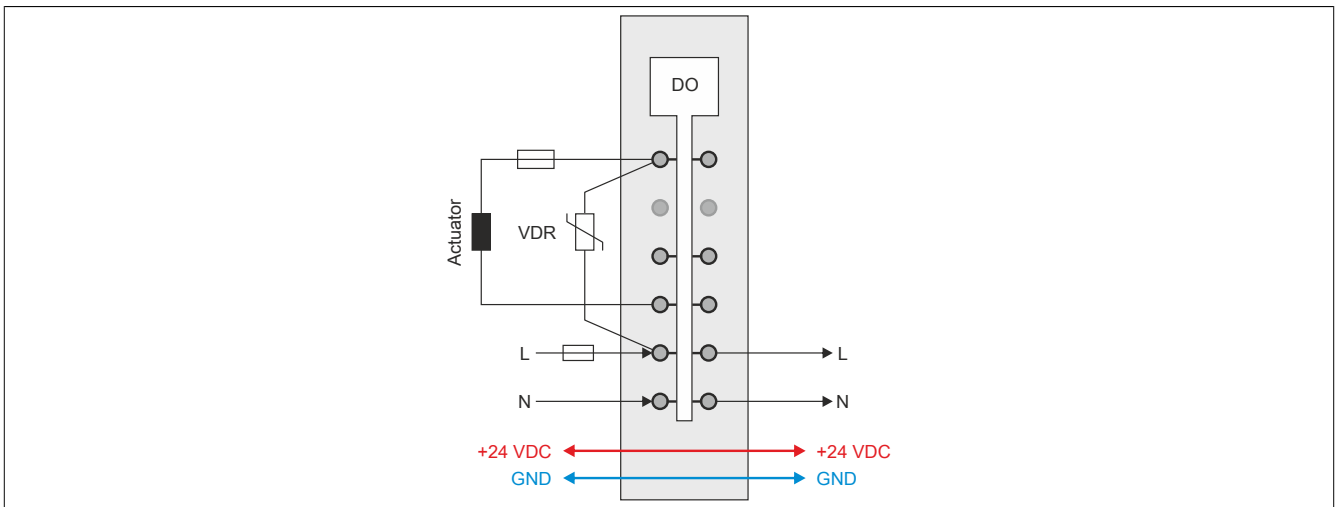 DO
Actuator
VDR
L L
N N
+24 VDC +24 VDC
GND GND